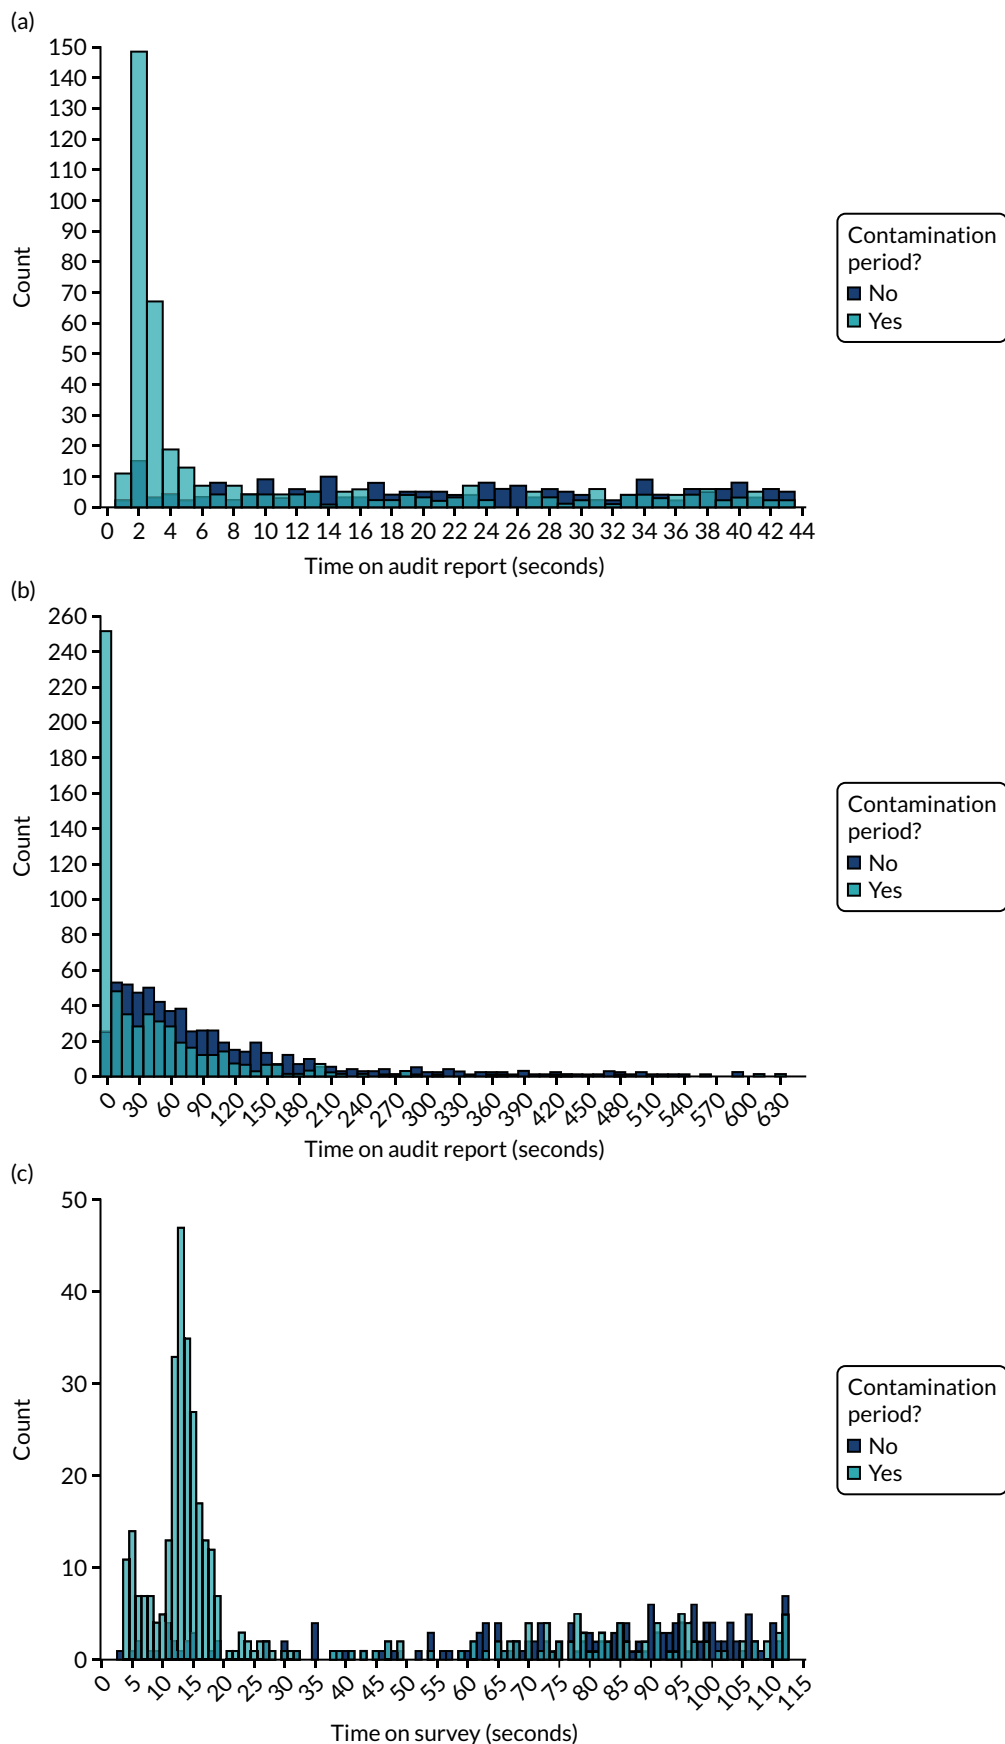 (a)
150
140
130
120
110
100
90
80
70
60
50
40
30
20
10
0
Count
0 2 4 6 8 10 12 14 16 18 20 22 24 26 28 30 32 34 36 38 40 42 44
Time on audit report (seconds)
Contamination
period?
No
Yes
(b)
260
240
220
200
180
160
140
120
100
80
60
40
20
0
Count
0 30 60 90 120 150 180 210 240 270 300 330 360 390 420 450 480 510 540 570 600 630
Time on audit report (seconds)
Contamination
period?
No
Yes
(c)
50
40
30
20
10
0
Count
0 5 10 15 20 25 30 35 40 45 50 55 60 65 70 75 80 85 90 95 100 105 110 115
Time on survey (seconds)
Contamination
period?
No
Yes